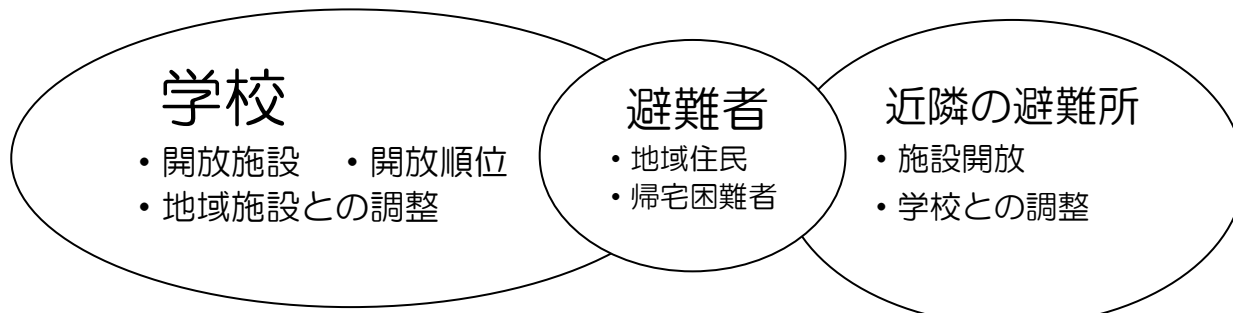 学校
・開放施設　・開放順位
・地域施設との調整
避難者
・地域住民
・帰宅困難者
近隣の避難所
・施設開放
・学校との調整